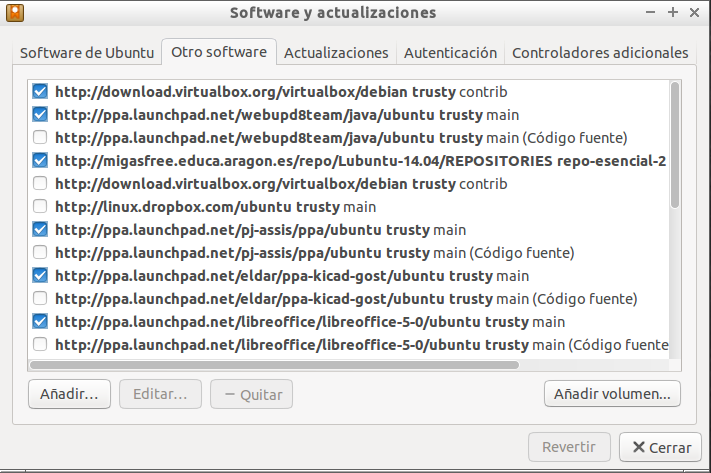 Software y actualizaciones
Software de Ubuntu Otro software Actualizaciones Autenticación Controladores adicionales
http://download.virtualbox.org/virtualbox/debian trusty contrib
http://ppa.launchpad.net/webupd8team/java/ubuntu trusty main
http://ppa.launchpad.net/webupd8team/java/ubuntu trusty main (Código fuente)
http://migasfree.educa.aragon.es/repo/Lubuntu-14.04/REPOSITORIES repo-esencial-2
http://download.virtualbox.org/virtualbox/debian trusty contrib
http://linux.dropbox.com/ubuntu trusty main
http://ppa.launchpad.net/pj-assis/ppa/ubuntu trusty main
http://ppa.launchpad.net/pj-assis/ppa/ubuntu trusty main (Código fuente)
http://ppa.launchpad.net/eldar/ppa-kicad-gost/ubuntu trusty main
http://ppa.launchpad.net/eldar/ppa-kicad-gost/ubuntu trusty main (Código fuente)
http://ppa.launchpad.net/libreoffice/libreoffice-5-0/ubuntu trusty main
http://ppa.launchpad.net/libreoffice/libreoffice-5-0/ubuntu trusty main (Código fuente
Añadir... Editar... Quitar Añadir volumen...
Revertir Cerrar